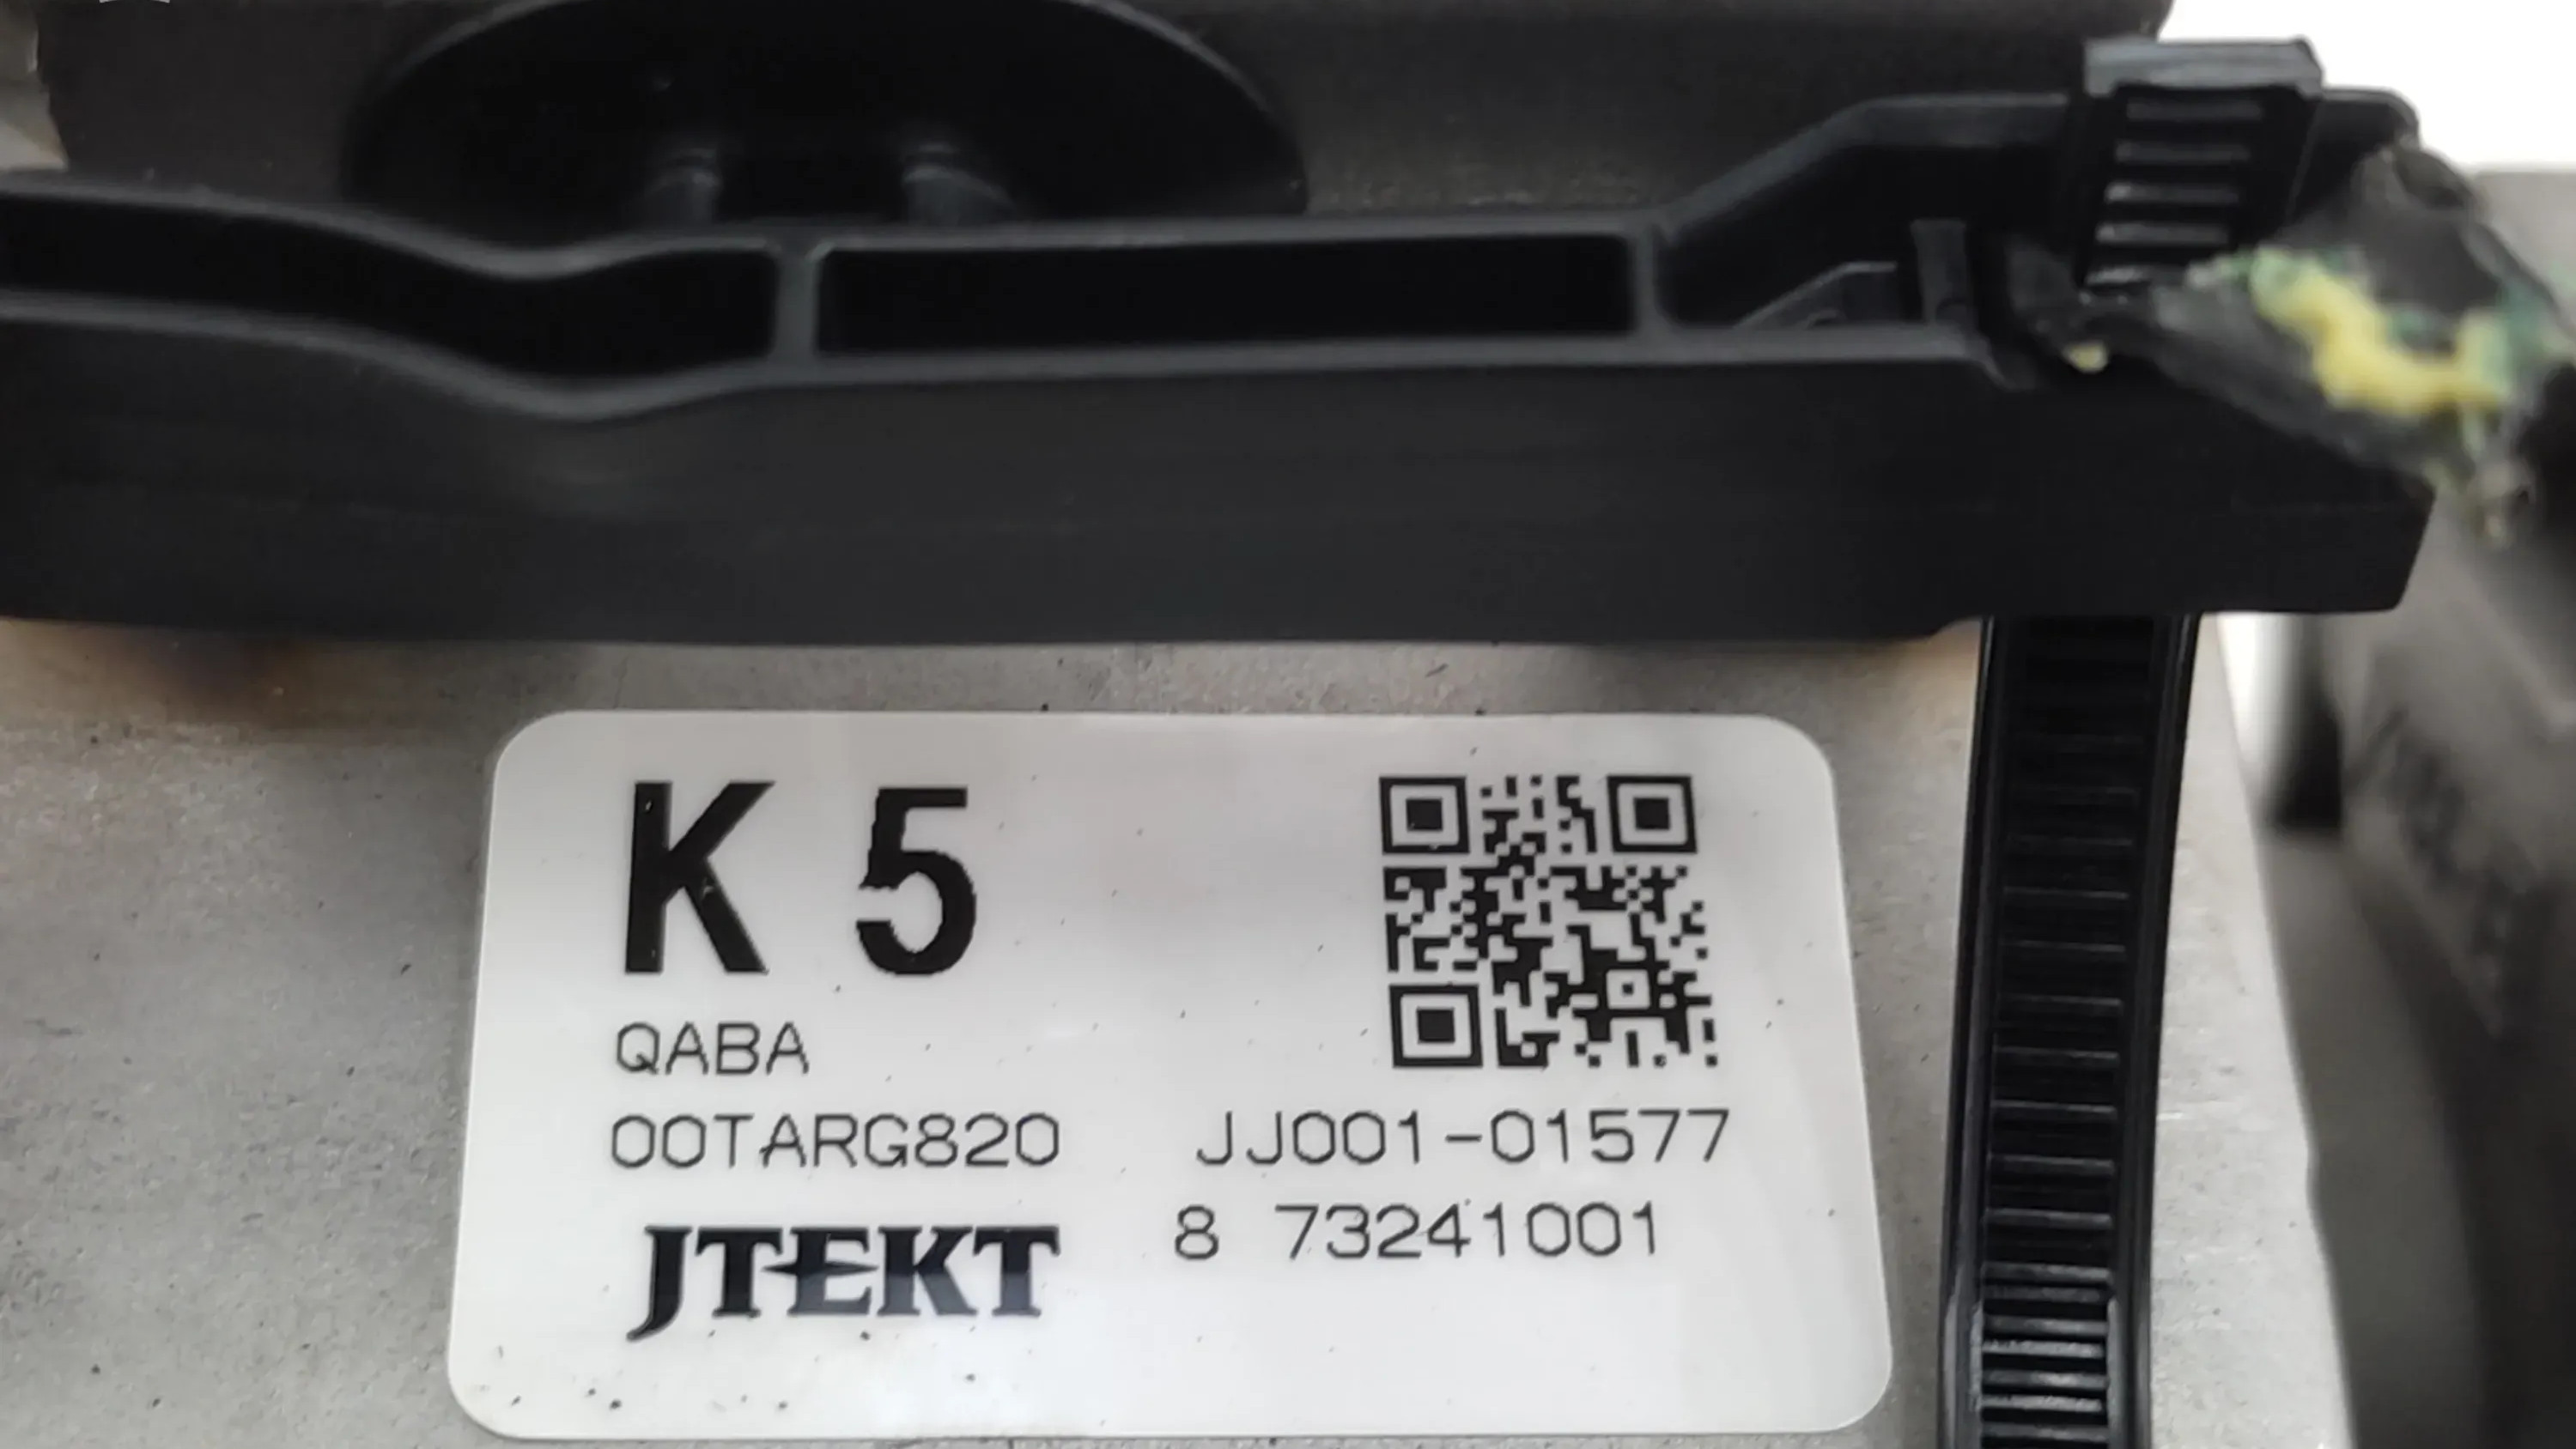 K 5
QABA
00TARG820 JJ001-01577
JTEKT 8 73241001